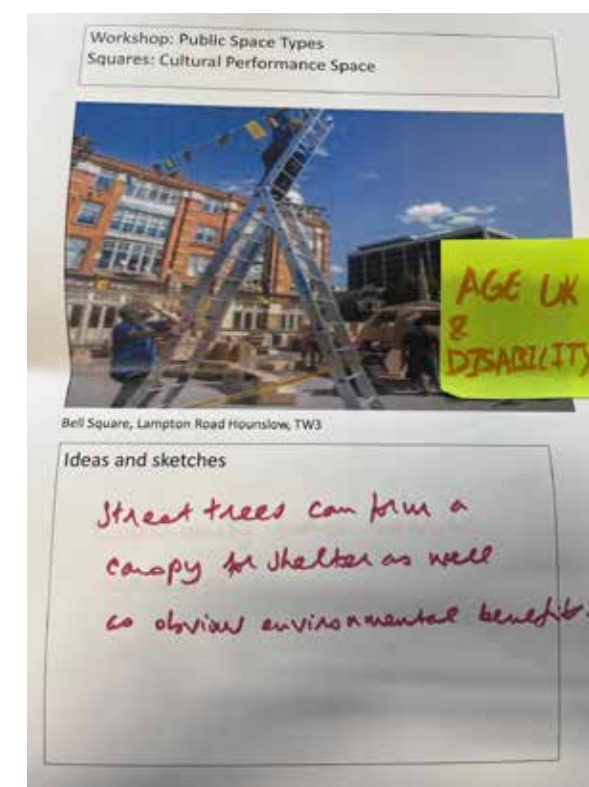 Workshop: Public Space Types
Squares: Cultural Performance Space
AGE UK
&
DISABILITY
Bell Square, Lampton Road Hounslow, TW3
Ideas and sketches
Street trees can form a
canopy for shelter as well
as obvious environmental benefits.